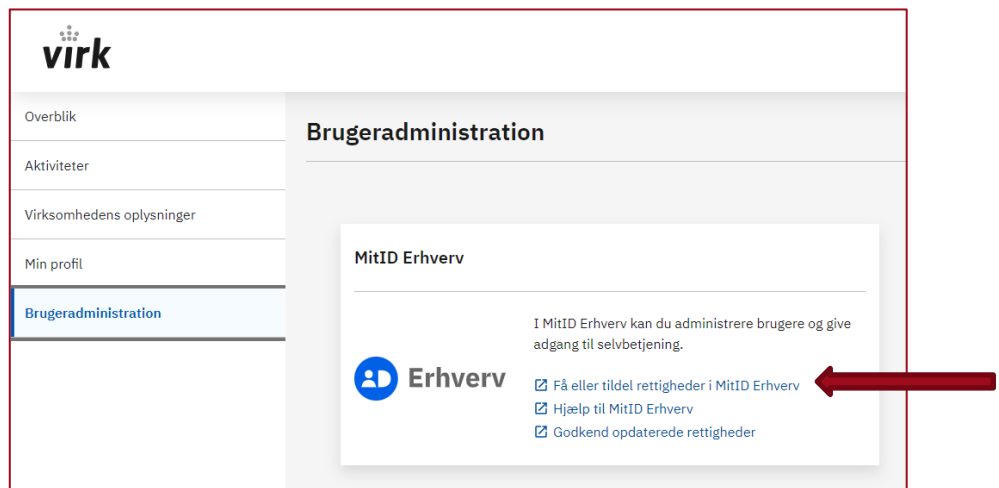 virk
Overblik
Aktiviteter
Virksomhedens oplysninger
Min profil
Brugeradministration
Brugeradministration
MitID Erhverv
Erhverv
I MitID Erhverv kan du administrere brugere og give
adgang til selvbetjening.
Få eller tildel rettigheder i MitID Erhverv
Hjælp til MitID Erhverv
Godkend opdaterede rettigheder